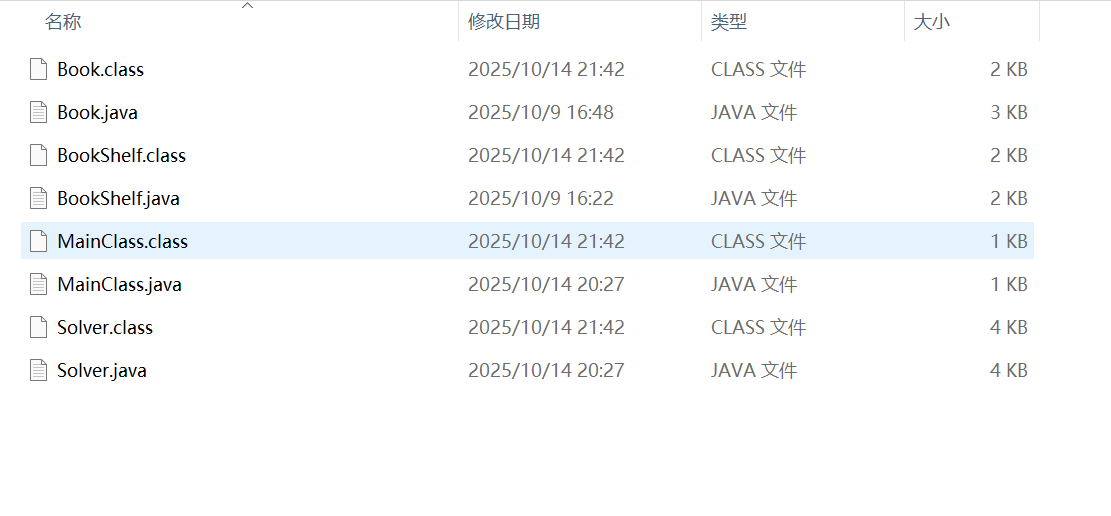 名称 修改日期 类型 大小
Book.class 2025/10/14 21:42 CLASS 文件 2 KB
Book.java 2025/10/9 16:48 JAVA 文件 3 KB
BookShelf.class 2025/10/14 21:42 CLASS 文件 2 KB
BookShelf.java 2025/10/9 16:22 JAVA 文件 2 KB
MainClass.class 2025/10/14 21:42 CLASS 文件 1 KB
MainClass.java 2025/10/14 20:27 JAVA 文件 1 KB
Solver.class 2025/10/14 21:42 CLASS 文件 4 KB
Solver.java 2025/10/14 20:27 JAVA 文件 4 KB